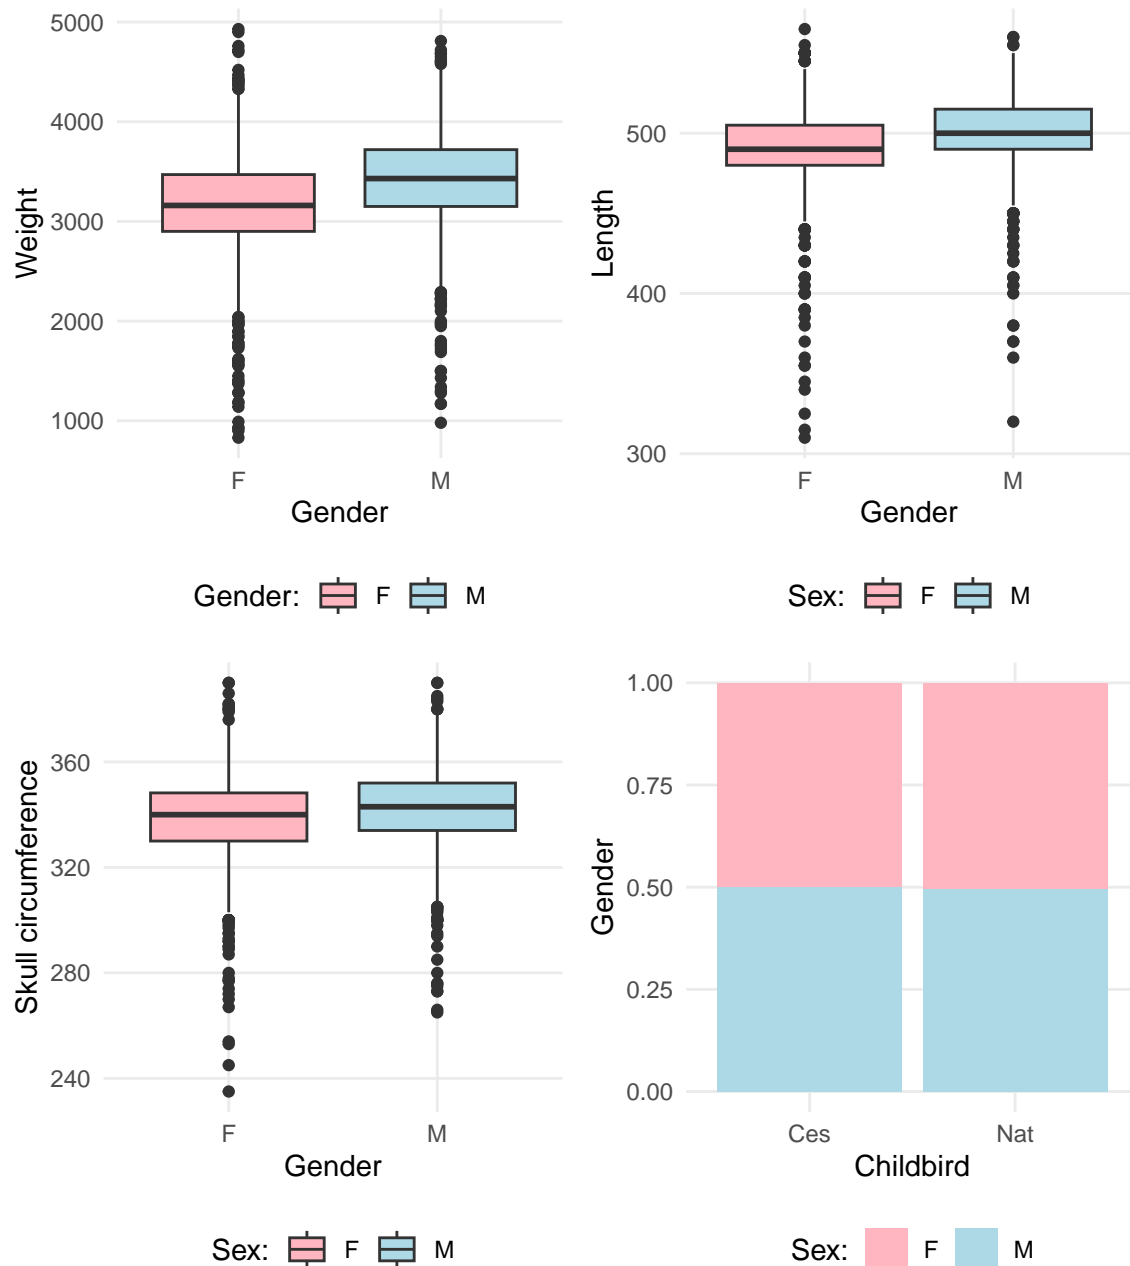 5000
4000
3000
2000
1000
Weight
F M
Gender
Gender: F M
500
400
300
Length
F M
Gender
Sex: F M
360
320
280
240
Skull circumference
F M
Gender
Sex: F M
1.00
0.75
0.50
0.25
0.00
Gender
Ces Nat
Childbird
Sex: F M